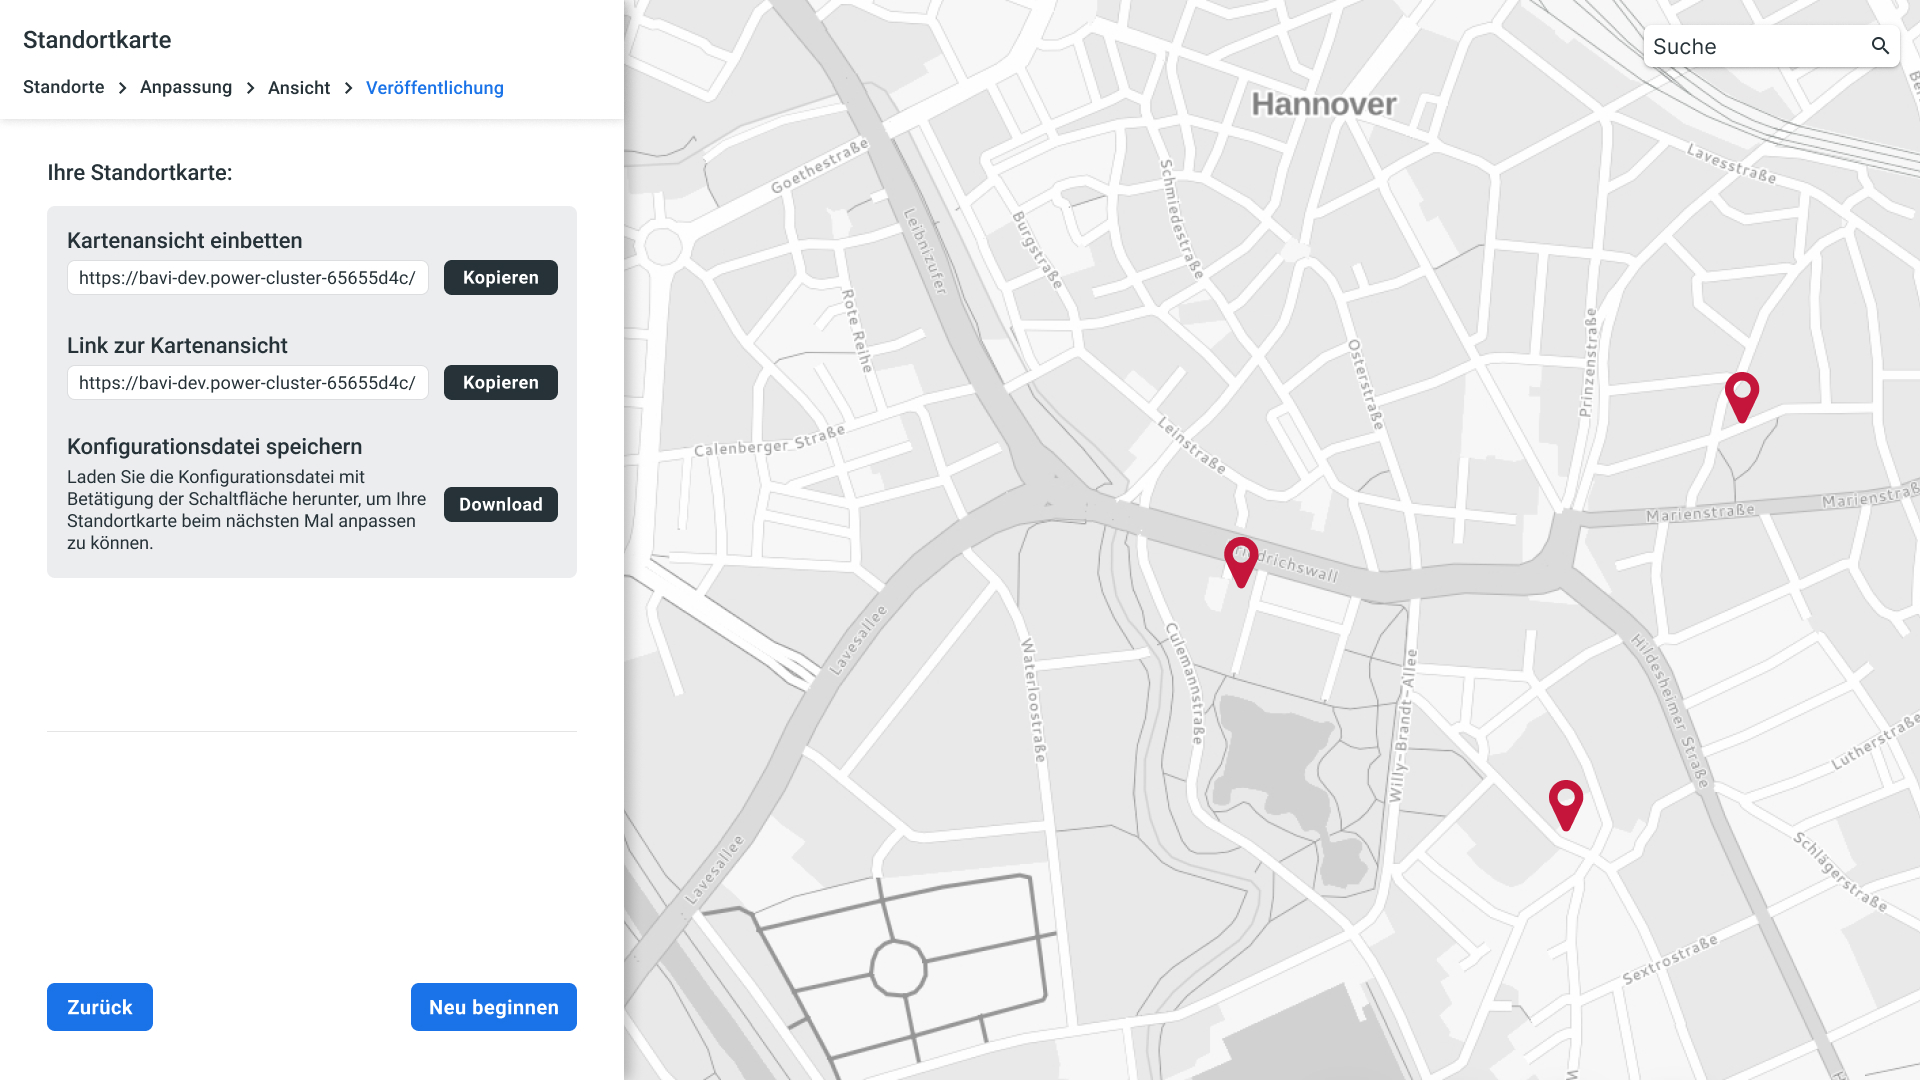 Standortkarte
Standorte > Anpassung > Ansicht > Veröffentlichung
Ihre Standortkarte:
Kartenansicht einbetten
https://bavi-dev.power-cluster-65655d4c/
Kopieren
Link zur Kartenansicht
https://bavi-dev.power-cluster-65655d4c/
Kopieren
Konfigurationsdatei speichern
Laden Sie die Konfigurationsdatei mit
Betätigung der Schaltfläche herunter, um Ihre
Standortkarte beim nächsten Mal anpassen
zu können.
Download
Zurück
Neu beginnen
Suche
Hannover
Goethestraße
Leibnizufer
Burgstraße
Schmiedestraße
Lavesstraße
Rote Reihe
Osterstraße
Prinzenstraße
Calenberger Straße
Leinstraße
Marienstraße
Marienstraß
drichswall
Lavesallee
Waterloostraße
Culemannstraße
Willy-Brandt-Allee
Hildesheimer Straße
Lutherstraße
Lavesallee
Schlägerstraße
Sextrostraße